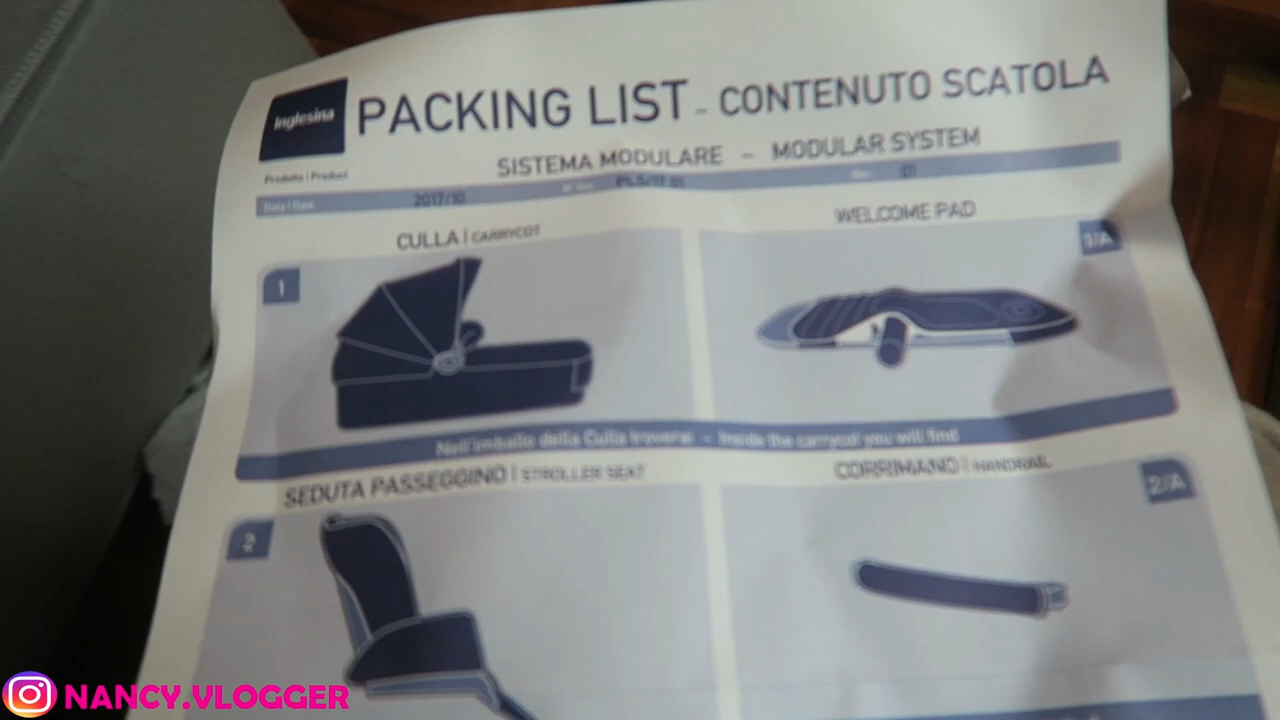 Inglesina
PACKING LIST - CONTENUTO SCATOLA
SISTEMA MODULARE ~ MODULAR SYSTEM
Prodotto | Product
Data | Data 2017/10 01
CULLA | CARRYCOT
WELCOME PAD
1
1/A
Nell'imballo della Culla troverai ~ Inside the carrycot you will find
SEDUTA PASSEGGINO | STROLLER SEAT
CORRIMANO | HANDRAIL
2
2/A
NANCY.VLOGGER